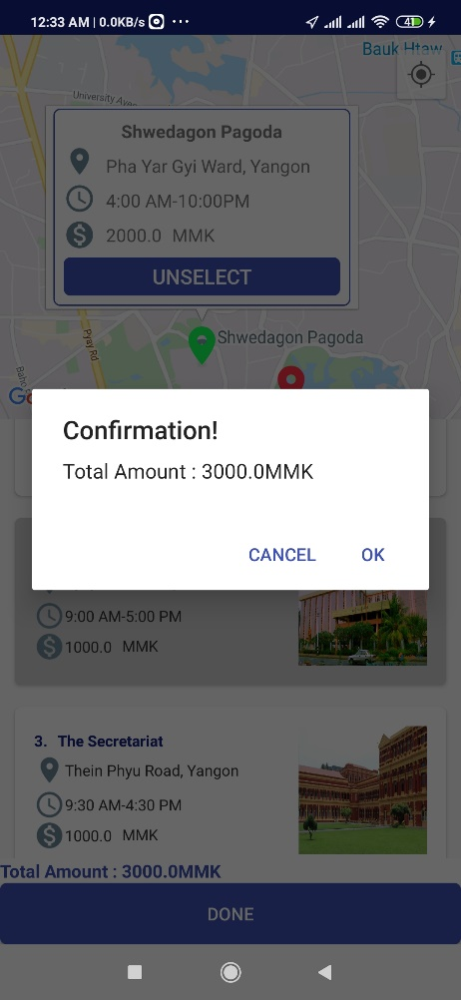 12:33 AM | 0.0KB/s
41
Bauk Htaw
University Aven
Shwedagon Pagoda
Pha Yar Gyi Ward, Yangon
4:00 AM-10:00PM
2000.0 MMK
UNSELECT
Shwedagon Pagoda
Pyay Rd
Baho
Confirmation!
Total Amount : 3000.0MMK
CANCEL OK
9:00 AM-5:00 PM
1000.0 MMK
3. The Secretariat
Thein Phyu Road, Yangon
9:30 AM-4:30 PM
1000.0 MMK
Total Amount : 3000.0MMK
DONE